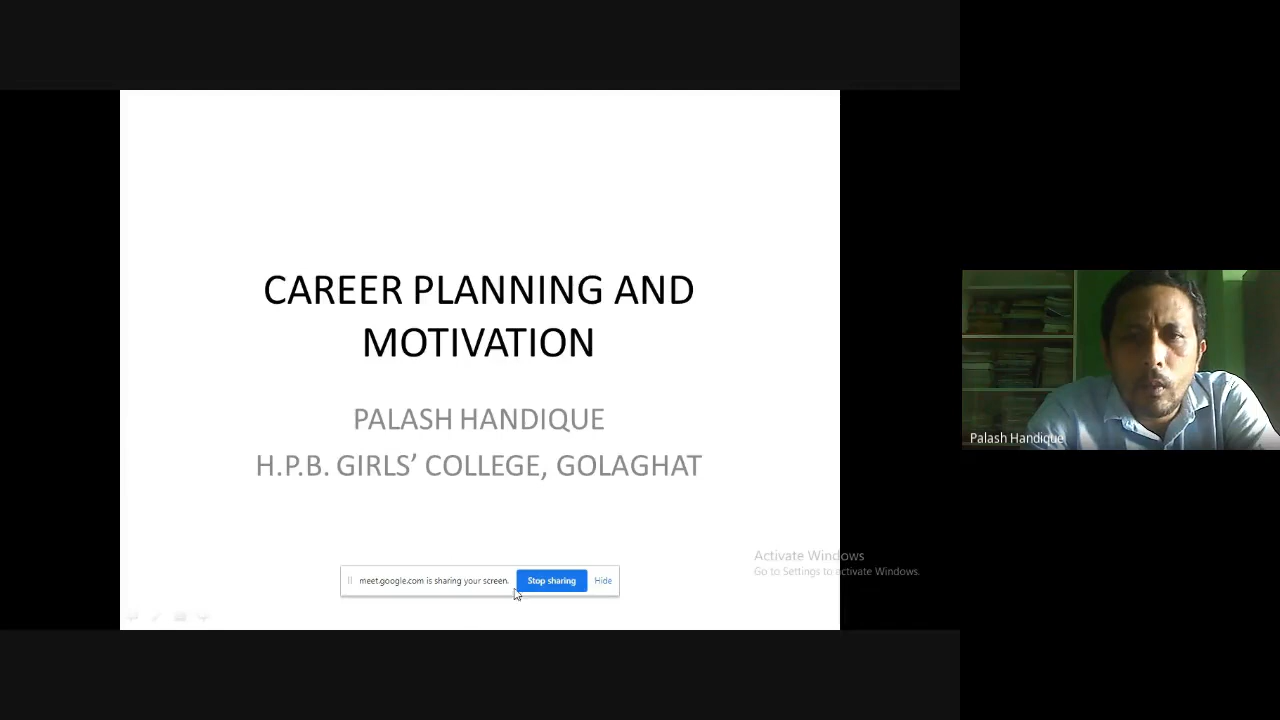 CAREER PLANNING AND
MOTIVATION
PALASH HANDIQUE
H.P.B. GIRLS’ COLLEGE, GOLAGHAT
Palash Handique
Activate Windows
Go to Settings to activate Windows.
meet.google.com is sharing your screen. Stop sharing Hide